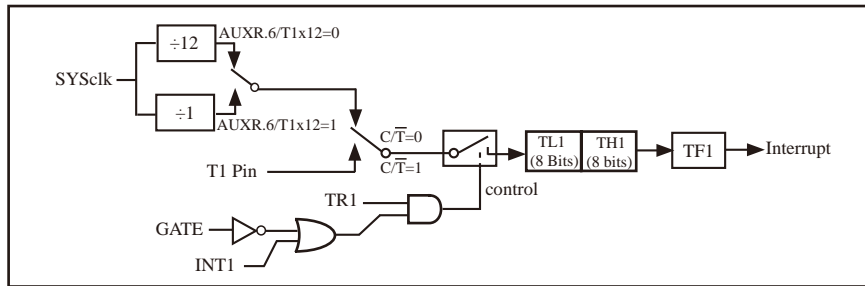 ÷12
AUXR.6/T1x12=0
SYSclk
÷1
AUXR.6/T1x12=1
C/T̅=0
C/T̅=1
T1 Pin
TL1
(8 Bits)
TH1
(8 bits)
TF1
Interrupt
control
TR1
GATE
INT1